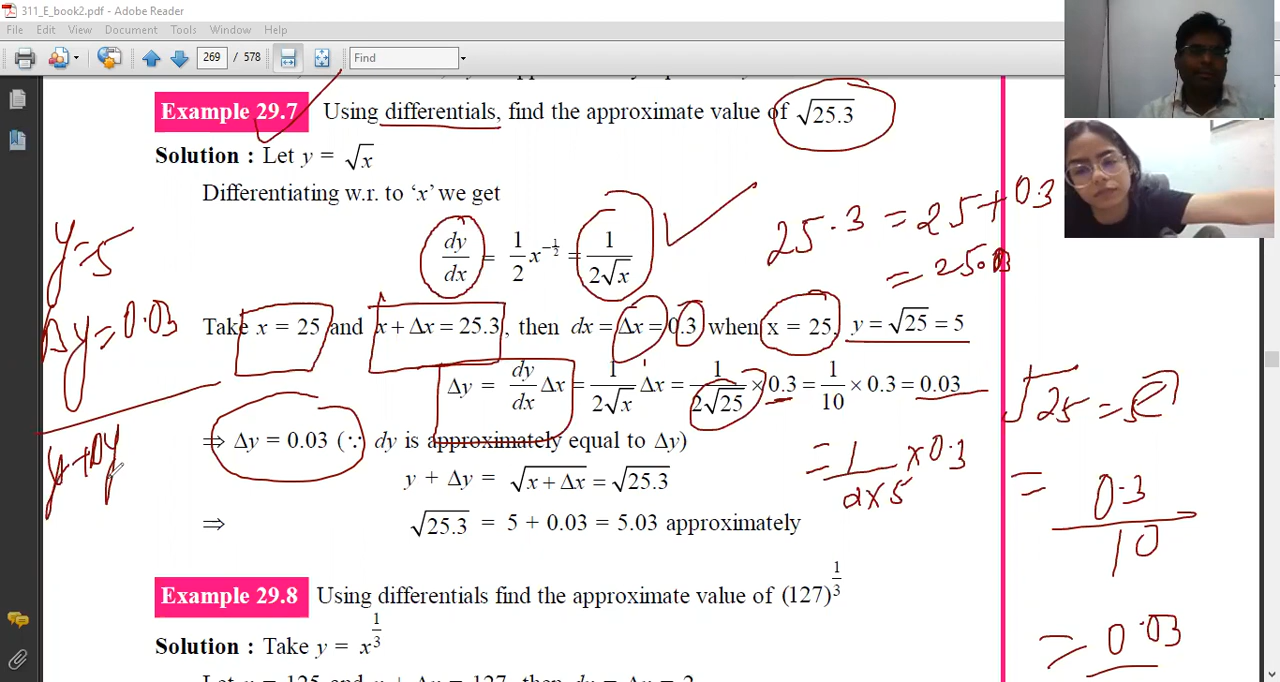 311_E_book2.pdf - Adobe Reader
File Edit View Document Tools Window Help
269 / 578 Find
Example 29.7 Using differentials, find the approximate value of √25.3
Solution : Let y = √x
Differentiating w.r. to ‘x’ we get
dy/dx = 1/2 x^(-1/2) = 1/(2√x)
25.3 = 25 + 0.3
y = 5
Δy = 0.03
Take x = 25 and x + Δx = 25.3, then dx = Δx = 0.3 when x = 25, y = √25 = 5
Δy = dy/dx Δx = 1/(2√x) Δx = 1/(2√25) × 0.3 = 1/10 × 0.3 = 0.03
√25 = 5
⇒ Δy = 0.03 (∵ dy is approximately equal to Δy)
y + Δy
= 1/(2×5) × 0.3
= 0.3/10
y + Δy = √(x + Δx) = √25.3
⇒ √25.3 = 5 + 0.03 = 5.03 approximately
= 0.03
Example 29.8 Using differentials find the approximate value of (127)^(1/3)
Solution : Take y = x^(1/3)